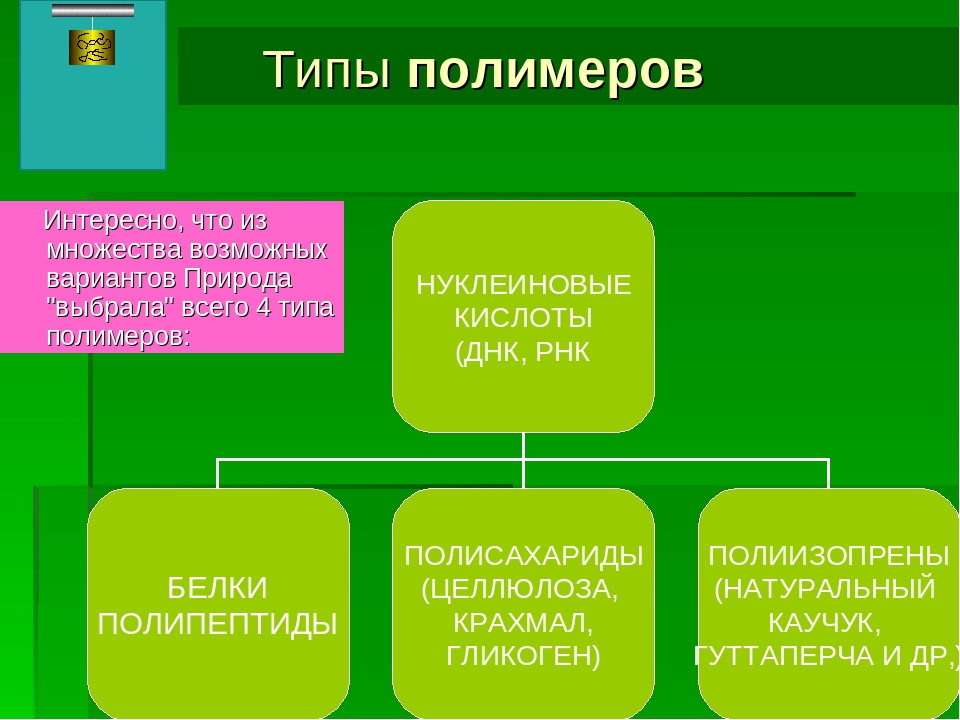 Типы полимеров
Интересно, что из
множества возможных
вариантов Природа
"выбрала" всего 4 типа
полимеров:
НУКЛЕИНОВЫЕ
КИСЛОТЫ
(ДНК, РНК
БЕЛКИ
ПОЛИПЕПТИДЫ
ПОЛИСАХАРИДЫ
(ЦЕЛЛЮЛОЗА,
КРАХМАЛ,
ГЛИКОГЕН)
ПОЛИИЗОПРЕНЫ
(НАТУРАЛЬНЫЙ
КАУЧУК,
ГУТТАПЕРЧА И ДР,)